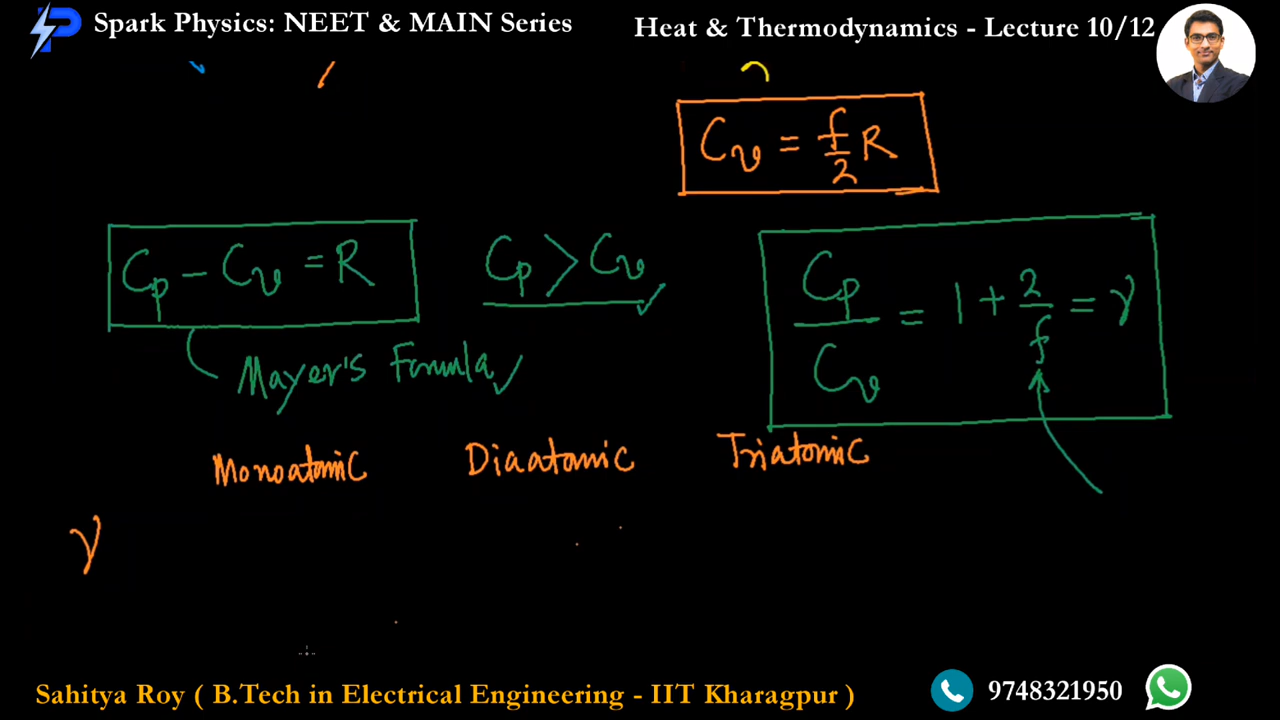 Spark Physics: NEET & MAIN Series
Heat & Thermodynamics - Lecture 10/12
Cv = f/2 R
Cp - Cv = R
Cp > Cv
Cp/Cv = 1 + 2/f = γ
Mayer's Formula
Monoatomic Diaatomic Triatomic
γ
Sahitya Roy ( B.Tech in Electrical Engineering - IIT Kharagpur )
9748321950